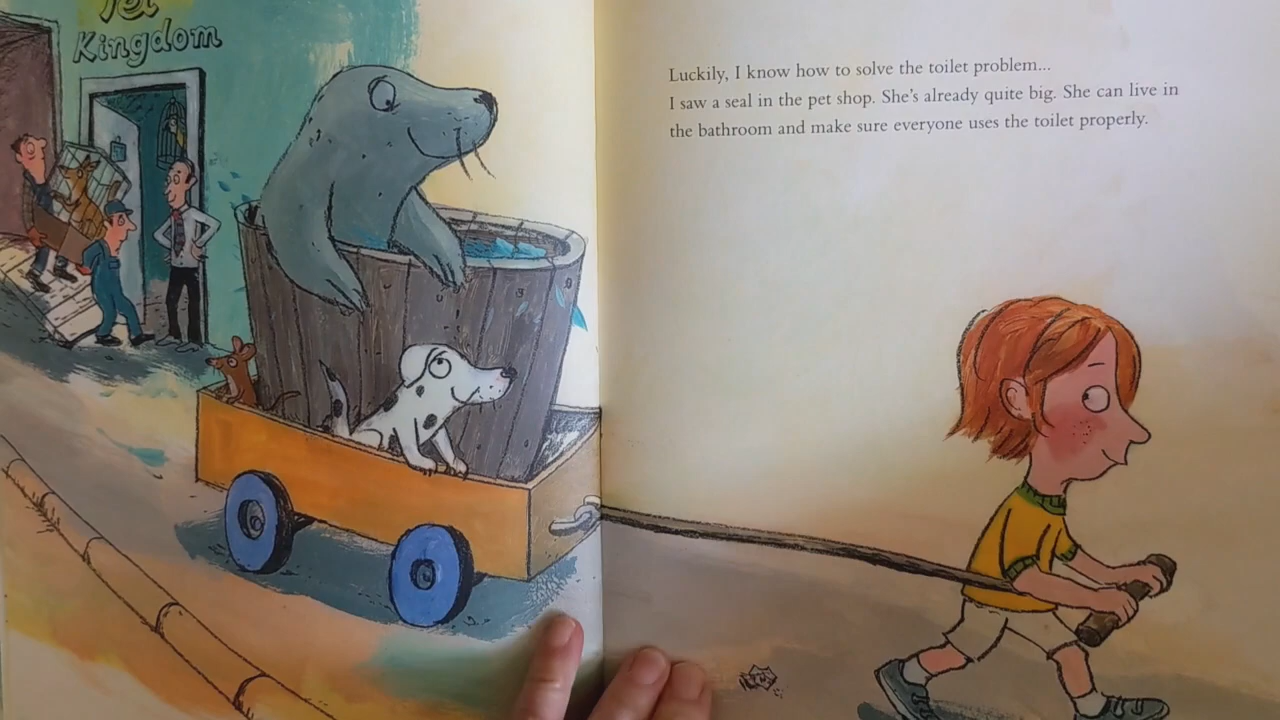 Pet
Kingdom
Luckily, I know how to solve the toilet problem...
I saw a seal in the pet shop. She's already quite big. She can live in
the bathroom and make sure everyone uses the toilet properly.